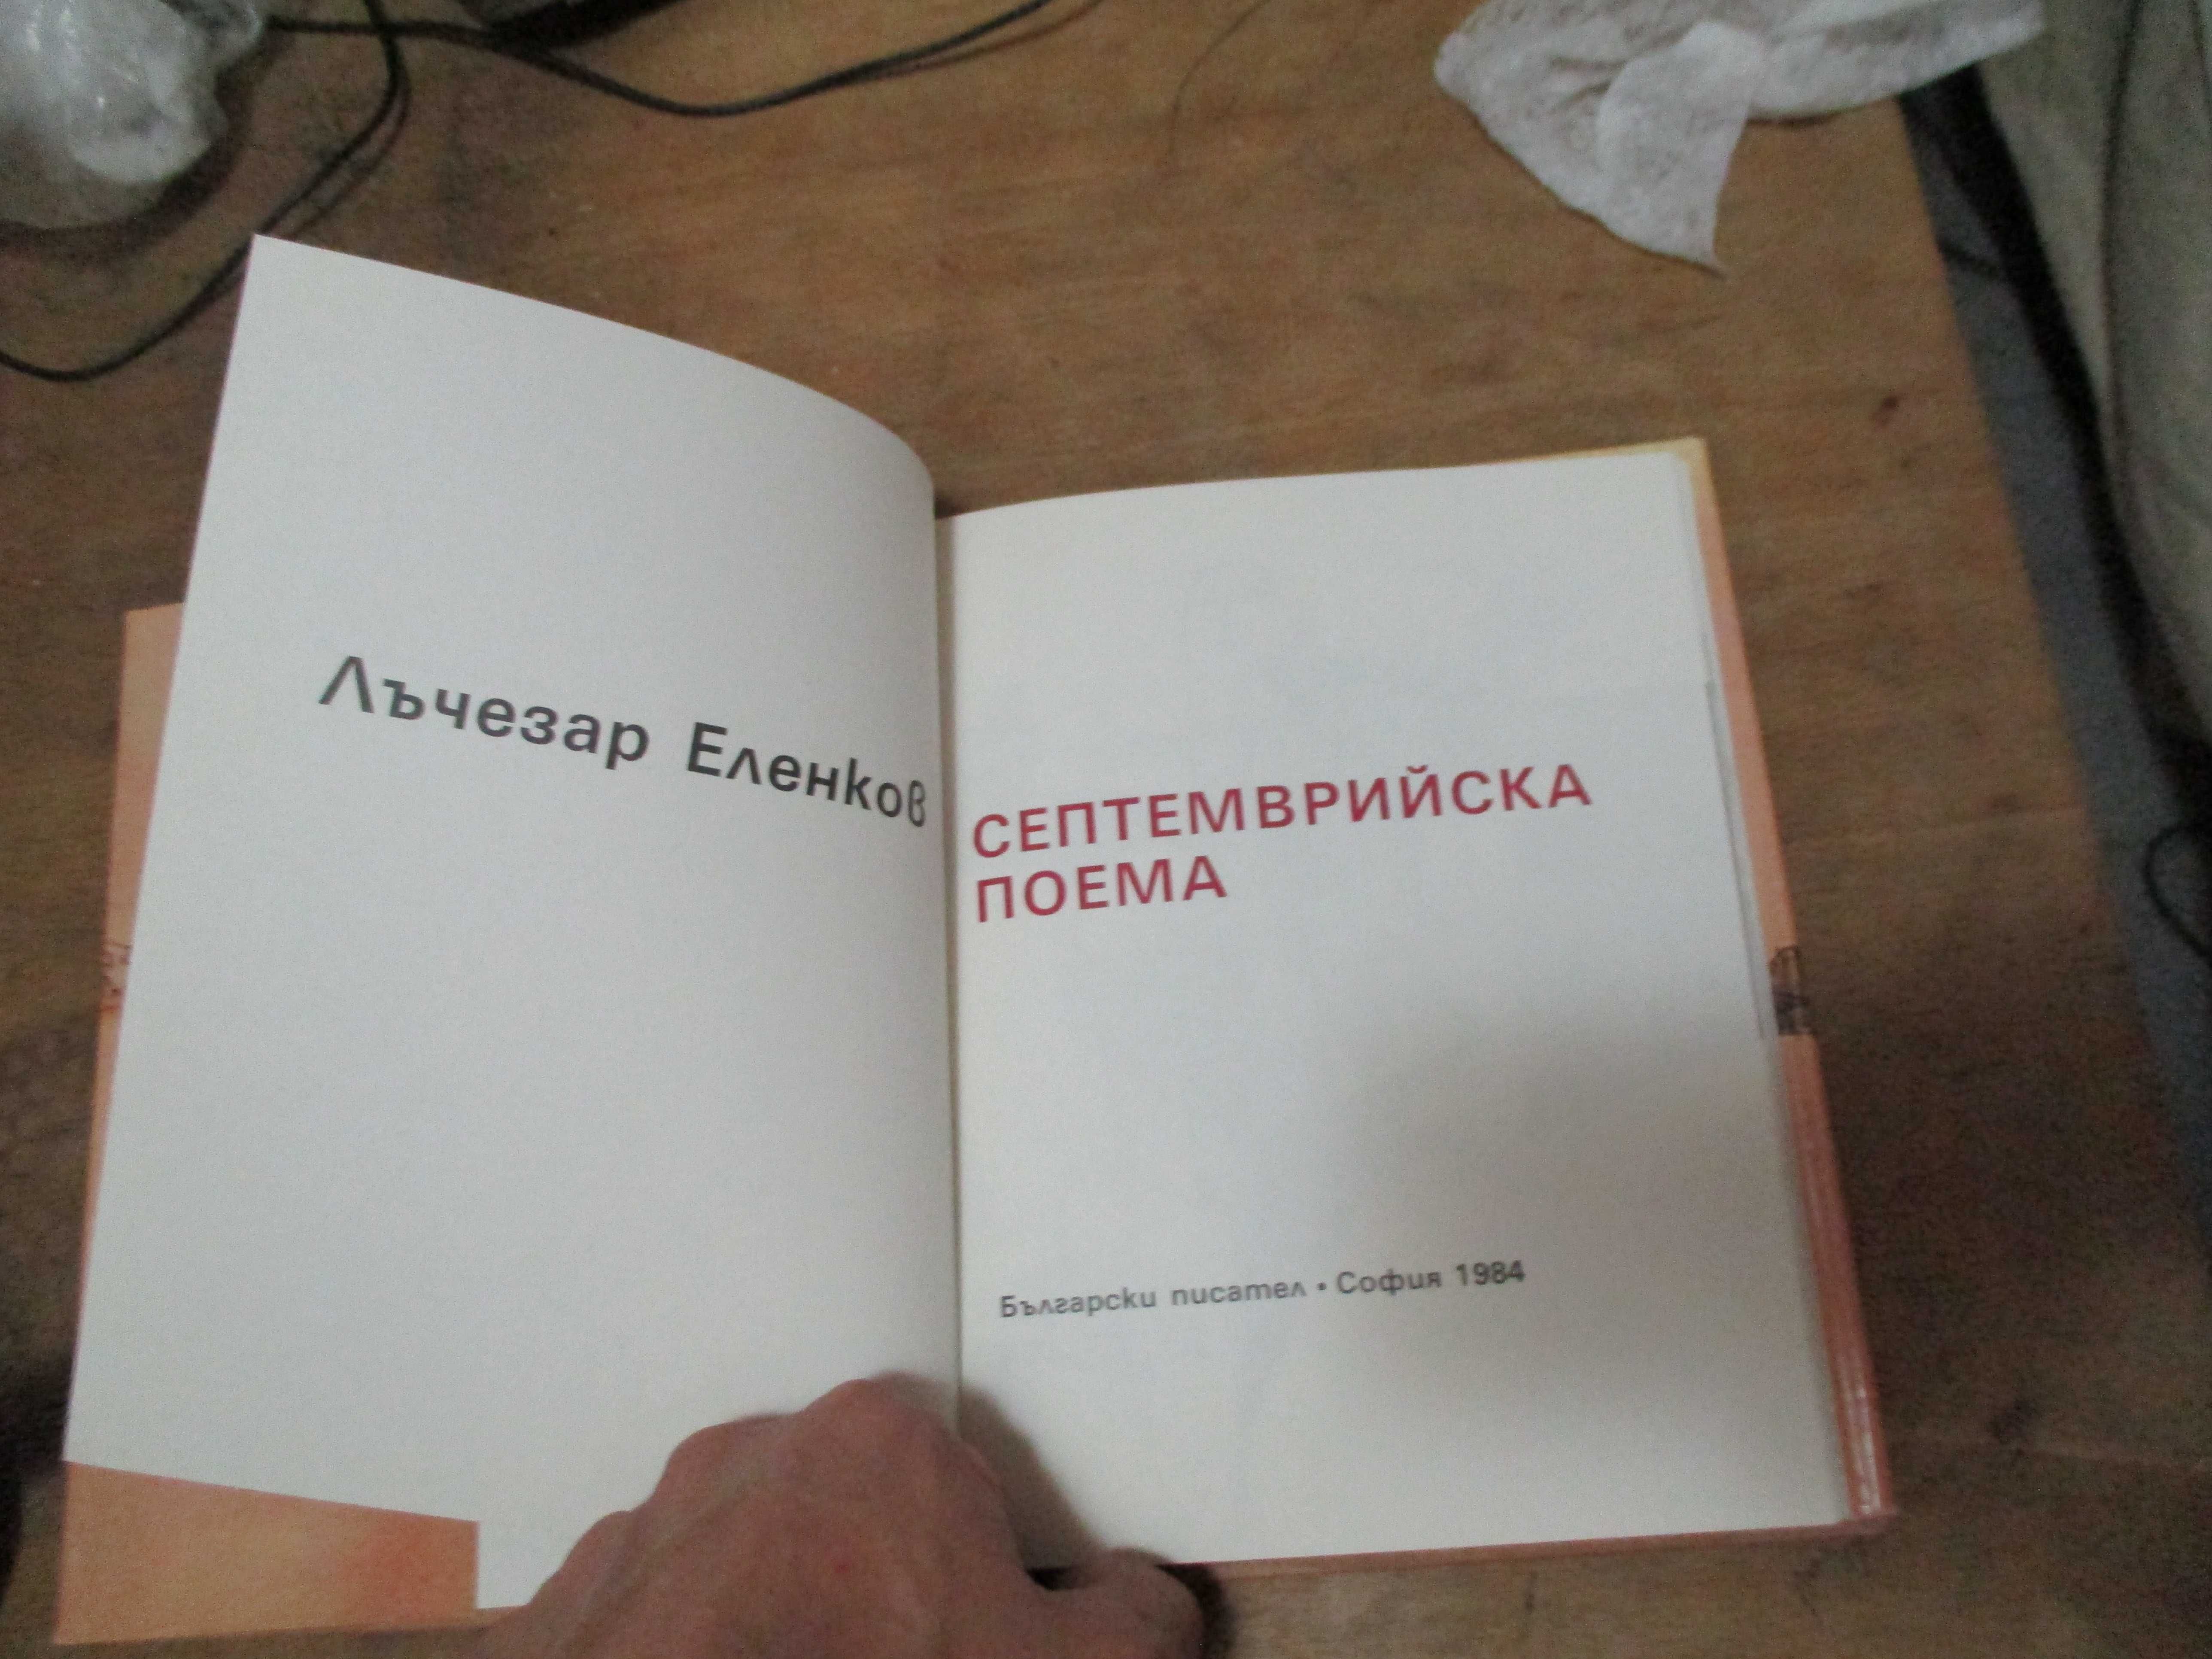 Лъчезар Еленков
СЕПТЕМВРИЙСКА
ПОЕМА
Български писател • София 1984